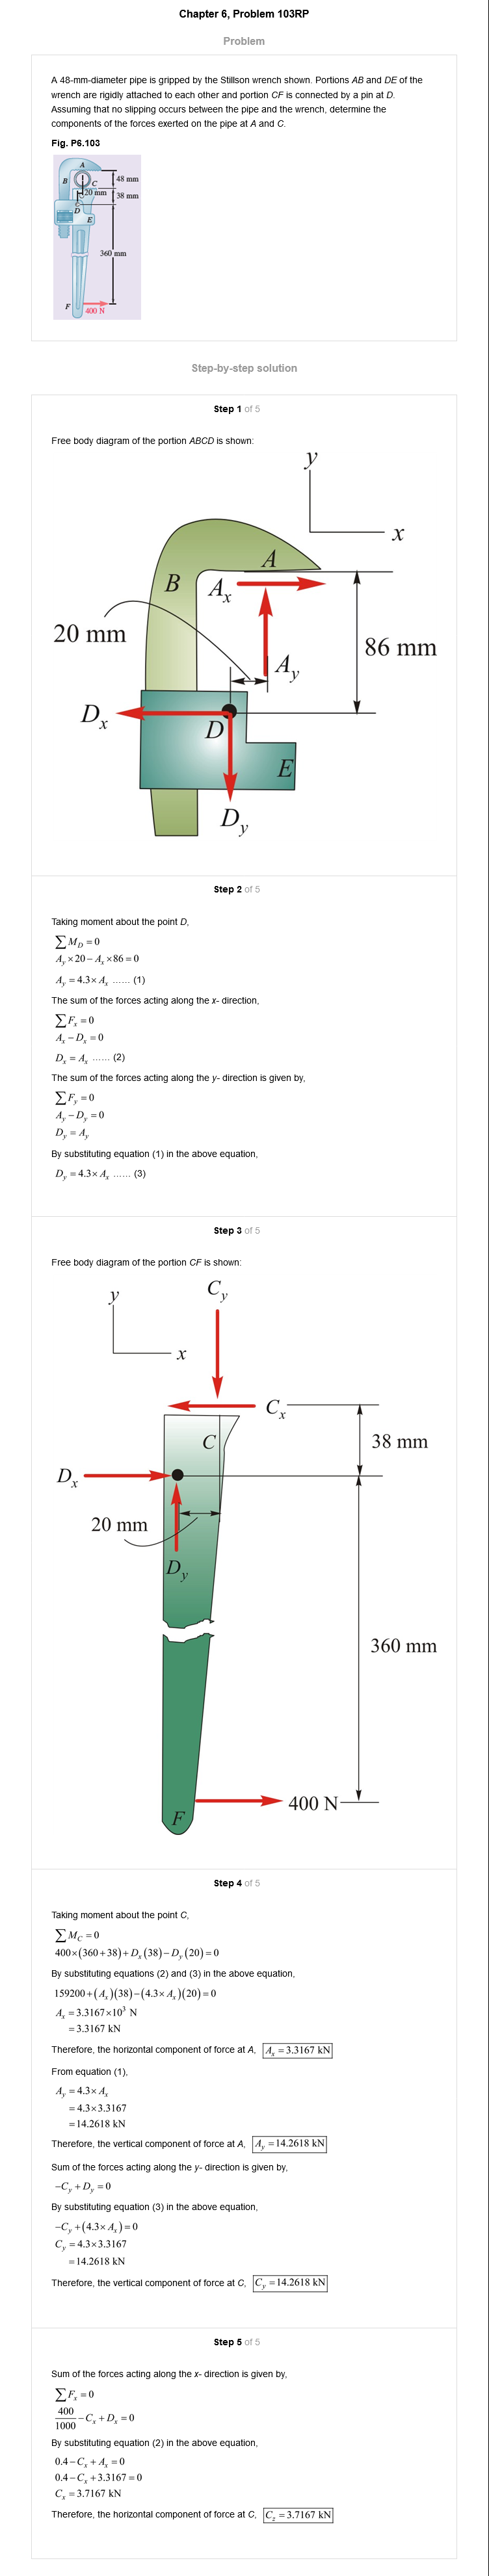 Chapter 6, Problem 103RP
Problem
A 48-mm-diameter pipe is gripped by the Stillson wrench shown. Portions AB and DE of the
wrench are rigidly attached to each other and portion CF is connected by a pin at D.
Assuming that no slipping occurs between the pipe and the wrench, determine the
components of the forces exerted on the pipe at A and C.
Fig. P6.103
A
B
C
48 mm
20 mm
38 mm
D
E
360 mm
F
400 N
Step-by-step solution
Step 1 of 5
Free body diagram of the portion ABCD is shown:
y
x
A
B
A_x
20 mm
86 mm
A_y
D_x
D
E
D_y
Step 2 of 5
Taking moment about the point D,
∑M_D = 0
A_y × 20 − A_x × 86 = 0
A_y = 4.3 × A_x ...... (1)
The sum of the forces acting along the x- direction,
∑F_x = 0
A_x − D_x = 0
D_x = A_x ...... (2)
The sum of the forces acting along the y- direction is given by,
∑F_y = 0
A_y − D_y = 0
D_y = A_y
By substituting equation (1) in the above equation,
D_y = 4.3 × A_x ...... (3)
Step 3 of 5
Free body diagram of the portion CF is shown:
C_y
y
x
C_x
C
38 mm
D_x
20 mm
D_y
360 mm
400 N
F
Step 4 of 5
Taking moment about the point C,
∑M_C = 0
400×(360+38)+D_x(38)−D_y(20)=0
By substituting equations (2) and (3) in the above equation,
159200+(A_x)(38)−(4.3×A_x)(20)=0
A_x = 3.3167×10³ N
= 3.3167 kN
Therefore, the horizontal component of force at A, A_x = 3.3167 kN
From equation (1),
A_y = 4.3 × A_x
= 4.3×3.3167
= 14.2618 kN
Therefore, the vertical component of force at A, A_y = 14.2618 kN
Sum of the forces acting along the y- direction is given by,
−C_y + D_y = 0
By substituting equation (3) in the above equation,
−C_y + (4.3×A_x) = 0
C_y = 4.3×3.3167
= 14.2618 kN
Therefore, the vertical component of force at C, C_y = 14.2618 kN
Step 5 of 5
Sum of the forces acting along the x- direction is given by,
∑F_x = 0
400/1000 − C_x + D_x = 0
By substituting equation (2) in the above equation,
0.4 − C_x + A_x = 0
0.4 − C_x + 3.3167 = 0
C_x = 3.7167 kN
Therefore, the horizontal component of force at C, C_x = 3.7167 kN